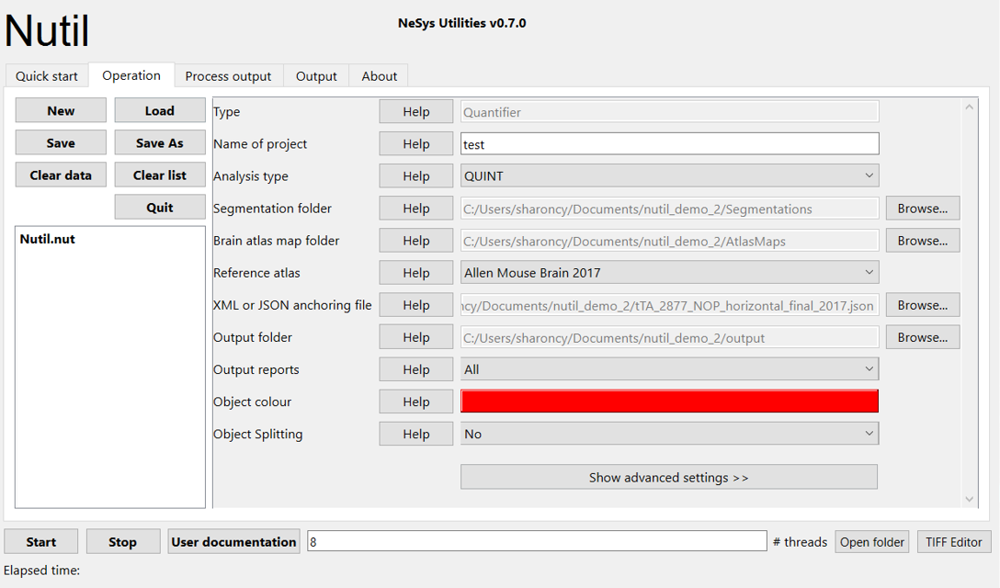 Nutil
NeSys Utilities v0.7.0
Quick start Operation Process output Output About
New Load
Save Save As
Clear data Clear list
Quit
Nutil.nut
Type Help Quantifier
Name of project Help test
Analysis type Help QUINT
Segmentation folder Help C:/Users/sharoncy/Documents/nutil_demo_2/Segmentations Browse...
Brain atlas map folder Help C:/Users/sharoncy/Documents/nutil_demo_2/AtlasMaps Browse...
Reference atlas Help Allen Mouse Brain 2017
XML or JSON anchoring file Help ncy/Documents/nutil_demo_2/tTA_2877_NOP_horizontal_final_2017.json Browse...
Output folder Help C:/Users/sharoncy/Documents/nutil_demo_2/output Browse...
Output reports Help All
Object colour Help
Object Splitting Help No
Show advanced settings >>
Start Stop User documentation 8 # threads Open folder TIFF Editor
Elapsed time: